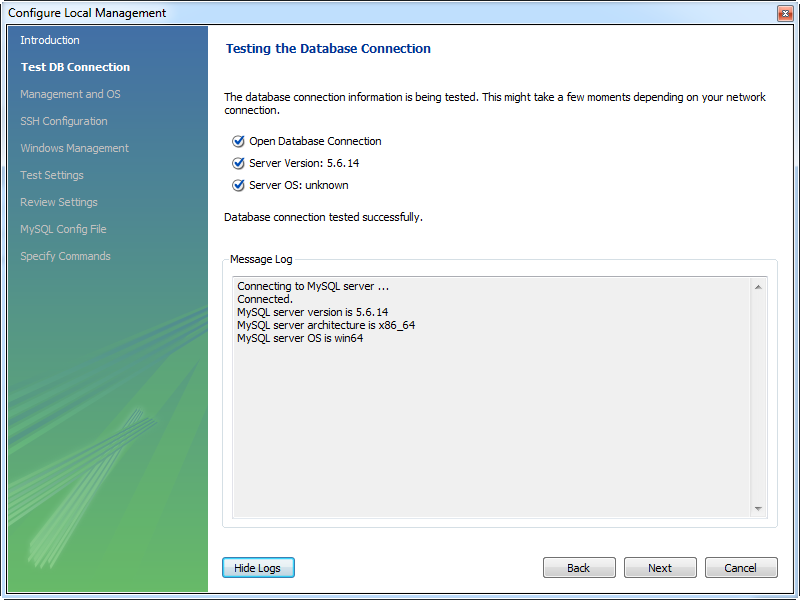 Configure Local Management
Introduction
Test DB Connection
Management and OS
SSH Configuration
Windows Management
Test Settings
Review Settings
MySQL Config File
Specify Commands
Testing the Database Connection
The database connection information is being tested. This might take a few moments depending on your network
connection.
Open Database Connection
Server Version: 5.6.14
Server OS: unknown
Database connection tested successfully.
Message Log
Connecting to MySQL server ...
Connected.
MySQL server version is 5.6.14
MySQL server architecture is x86_64
MySQL server OS is win64
Hide Logs
Back
Next
Cancel